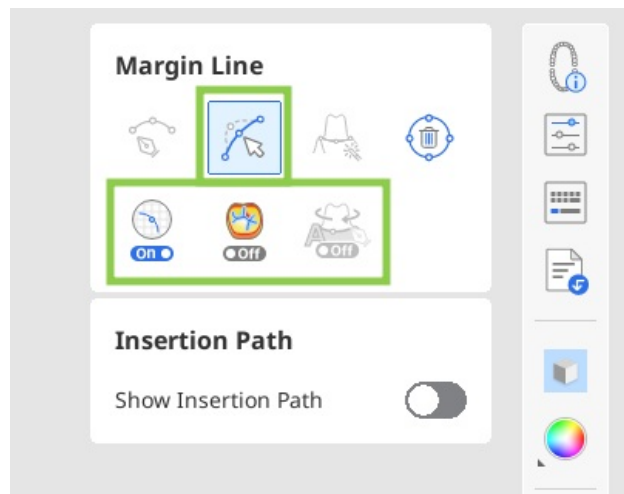 Margin Line
On
Off
Off
Insertion Path
Show Insertion Path